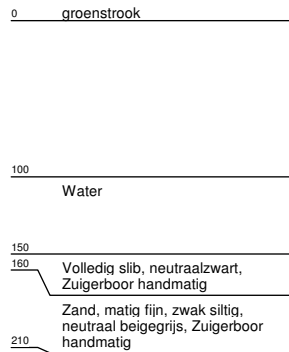 0 groenstrook
100
Water
150
160
Volledig slib, neutraalzwart,
Zuigerboor handmatig
Zand, matig fijn, zwak siltig,
neutraal beigegrijs, Zuigerboor
210 handmatig